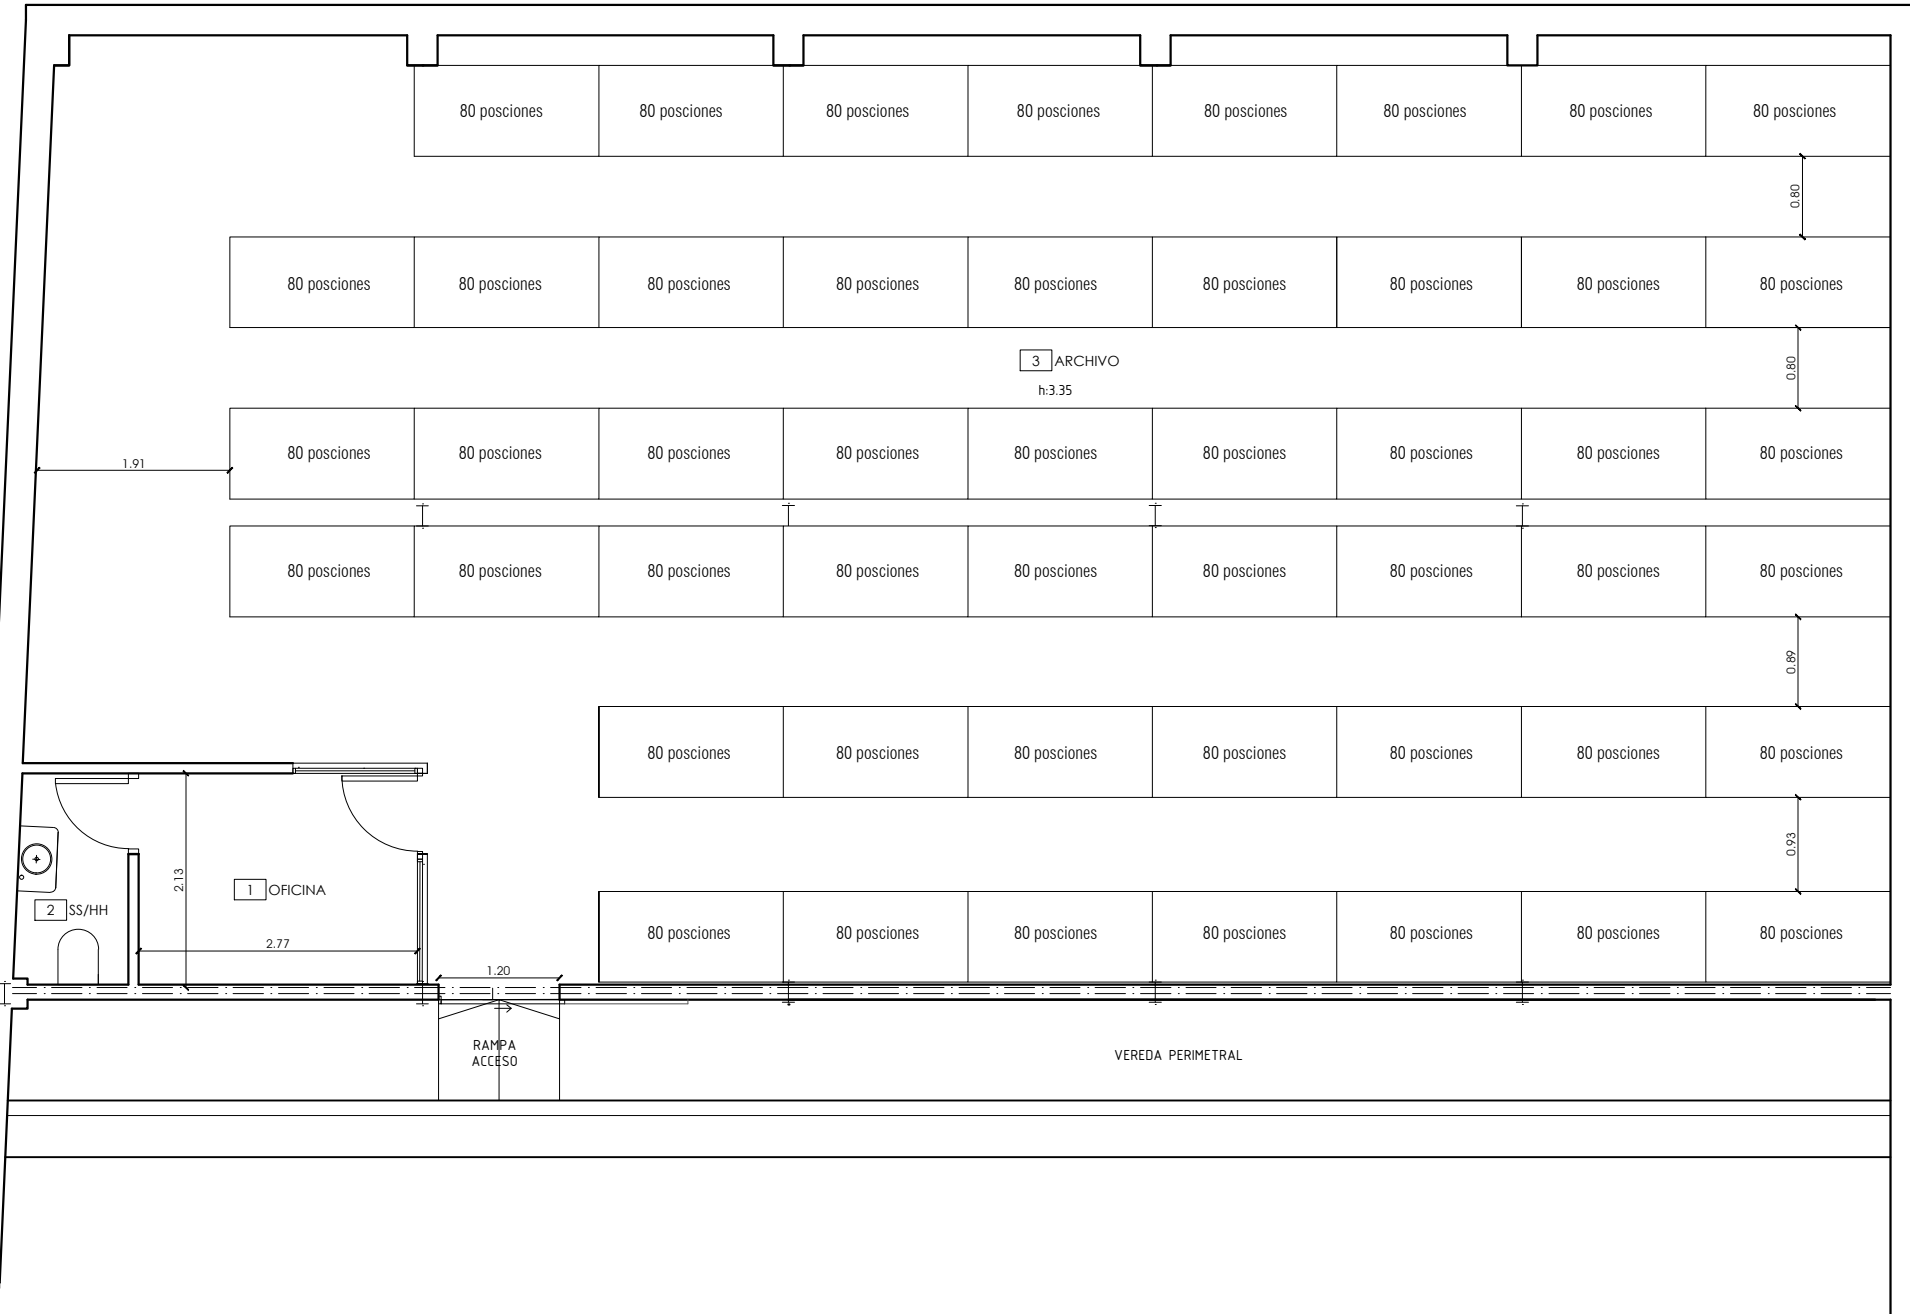 80 posciones 80 posciones 80 posciones 80 posciones 80 posciones 80 posciones 80 posciones 80 posciones
0.80
80 posciones 80 posciones 80 posciones 80 posciones 80 posciones 80 posciones 80 posciones 80 posciones 80 posciones
3 ARCHIVO
h:3.35
0.80
80 posciones 80 posciones 80 posciones 80 posciones 80 posciones 80 posciones 80 posciones 80 posciones 80 posciones
1.91
80 posciones 80 posciones 80 posciones 80 posciones 80 posciones 80 posciones 80 posciones 80 posciones 80 posciones
0.89
80 posciones 80 posciones 80 posciones 80 posciones 80 posciones 80 posciones 80 posciones
0.93
2.13
1 OFICINA
2 SS/HH
80 posciones 80 posciones 80 posciones 80 posciones 80 posciones 80 posciones 80 posciones
2.77
1.20
RAMPA
ACCESO
VEREDA PERIMETRAL